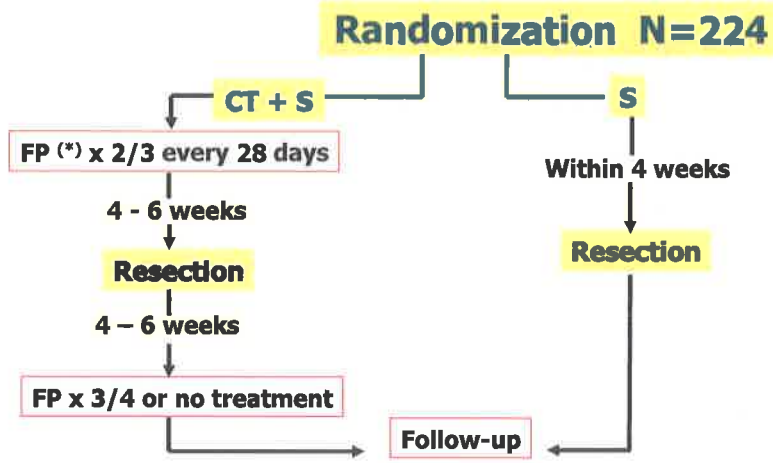 Randomization N=224
CT + S
S
FP (*) x 2/3 every 28 days
Within 4 weeks
4 - 6 weeks
Resection
Resection
4 – 6 weeks
FP x 3/4 or no treatment
Follow-up